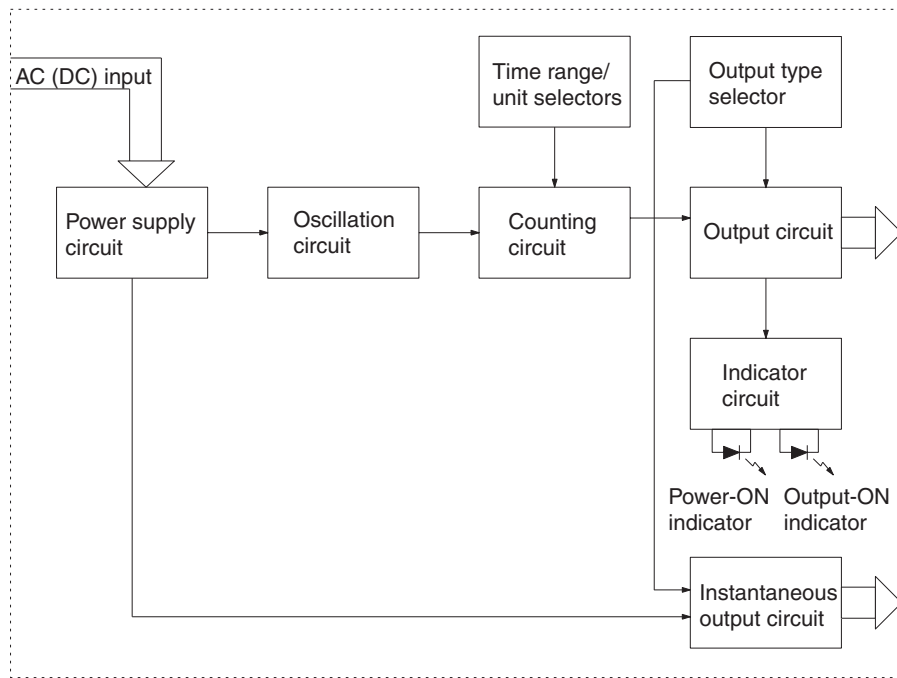 AC (DC) input
Time range/
unit selectors
Output type
selector
Power supply
circuit
Oscillation
circuit
Counting
circuit
Output circuit
Indicator
circuit
Power-ON
indicator
Output-ON
indicator
Instantaneous
output circuit